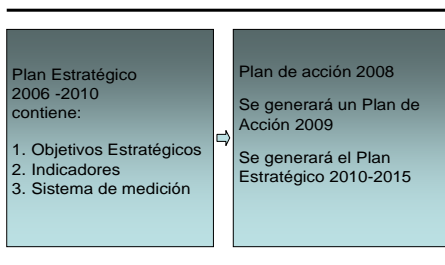 Plan Estratégico
2006 -2010
contiene:
1. Objetivos Estratégicos
2. Indicadores
3. Sistema de medición
Plan de acción 2008
Se generará un Plan de
Acción 2009
Se generará el Plan
Estratégico 2010-2015